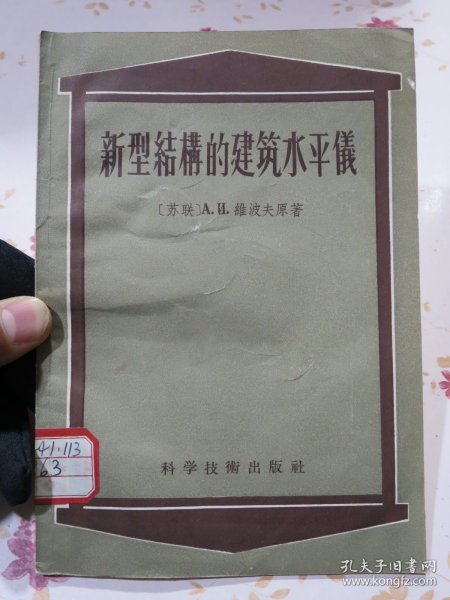 新型結構的建筑水平儀
〔苏联〕А. И. 維波夫原著
41·113
63
科学技術出版社
孔夫子旧书网
www.kongfz.com